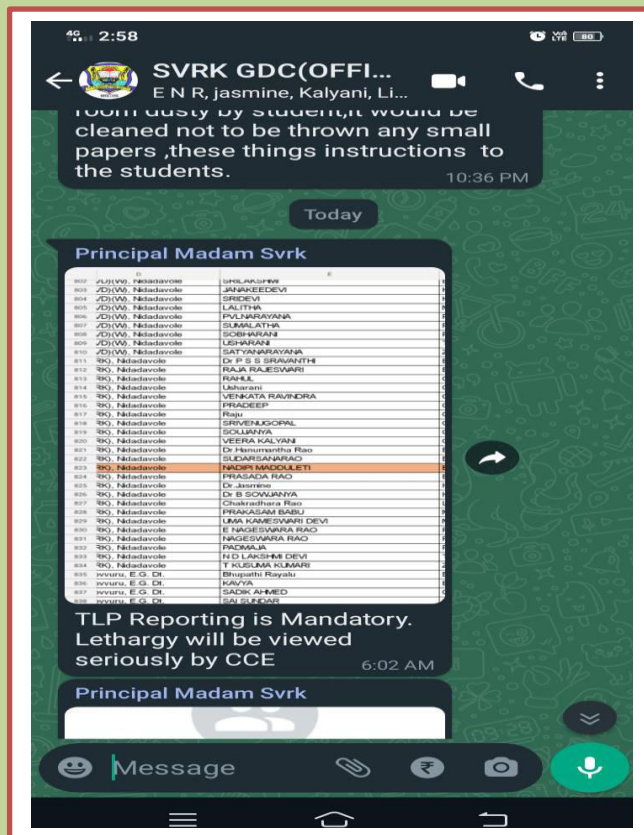 4G 2:58 VoI) LTE 80
SVRK GDC(OFFI...
E N R, jasmine, Kalyani, Li...
room dusty by student,it would be
cleaned not to be thrown any small
papers ,these things instructions to
the students.
10:36 PM
Today
Principal Madam Svrk
D E
802 /D)(W), Nidadavole SRILAKSHMI
803 /D)(W), Nidadavole JANAKEEDEVI
804 /D)(W), Nidadavole SRIDEVI
805 /D)(W), Nidadavole LALITHA
806 /D)(W), Nidadavole PVLNARAYANA
807 /D)(W), Nidadavole SUMALATHA
808 /D)(W), Nidadavole SOBHARANI
809 /D)(W), Nidadavole USHARANI
810 /D)(W), Nidadavole SATYANARAYANA
811 RK), Nidadavole Dr P S S SRAVANTHI
812 RK), Nidadavole RAJA RAJESWARI
813 RK), Nidadavole RAHUL
814 RK), Nidadavole Usharani
815 RK), Nidadavole VENKATA RAVINDRA
816 RK), Nidadavole PRADEEP
817 RK), Nidadavole Raju
818 RK), Nidadavole SRIVENUGOPAL
819 RK), Nidadavole SOUJANYA
820 RK), Nidadavole VEERA KALYANI
821 RK), Nidadavole Dr.Hanumantha Rao
822 RK), Nidadavole SUDARSANARAO
823 RK), Nidadavole NADIPI MADDULETI
824 RK), Nidadavole PRASADA RAO
825 RK), Nidadavole Dr.Jasmine
826 RK), Nidadavole Dr B SOWJANYA
827 RK), Nidadavole Chakradhara Rao
828 RK), Nidadavole PRAKASAM BABU
829 RK), Nidadavole UMA KAMESWARI DEVI
830 RK), Nidadavole E NAGESWARA RAO
831 RK), Nidadavole NAGESWARA RAO
832 RK), Nidadavole PADMAJA
833 RK), Nidadavole N D LAKSHMI DEVI
834 RK), Nidadavole T KUSUMA KUMARI
835 ovvuru, E.G. Dt. Bhupathi Rayalu
836 ovvuru, E.G. Dt. KAVYA
837 ovvuru, E.G. Dt. SADIK AHMED
838 ovvuru, E.G. Dt. SAI SUNDAR
TLP Reporting is Mandatory.
Lethargy will be viewed
seriously by CCE
6:02 AM
Principal Madam Svrk
Message